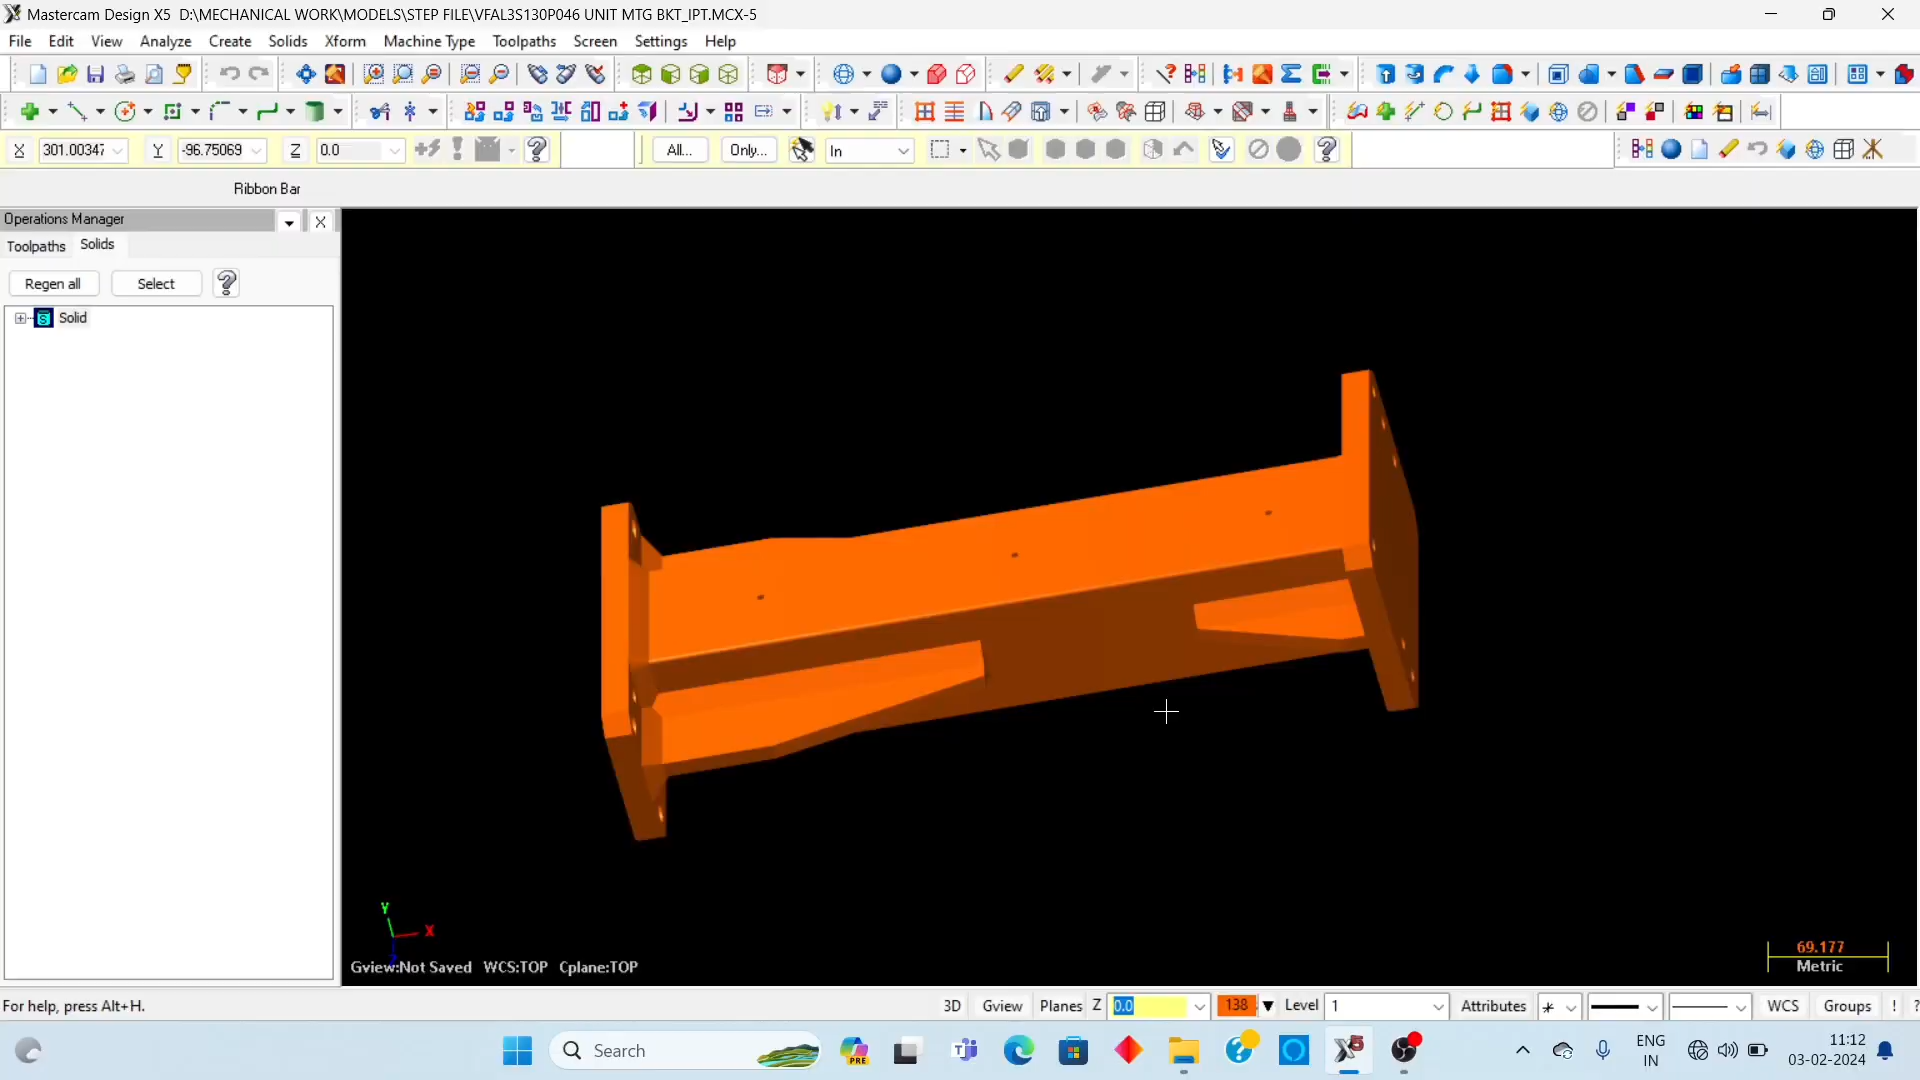 Mastercam Design X5 D:\MECHANICAL WORK\MODELS\STEP FILE\VFAL3S130P046 UNIT MTG BKT_IPT.MCX-5
File Edit View Analyze Create Solids Xform Machine Type Toolpaths Screen Settings Help
X 301.00347 Y -96.75069 Z 0.0 All... Only... In
Ribbon Bar
Operations Manager
Toolpaths Solids
Regen all Select
Solid
Y
X
Gview:Not Saved WCS:TOP Cplane:TOP
69.177
Metric
For help, press Alt+H. 3D Gview Planes Z 0.0 138 Level 1 Attributes WCS Groups ! ?
Search
PRE
ENG
IN
11:12
03-02-2024